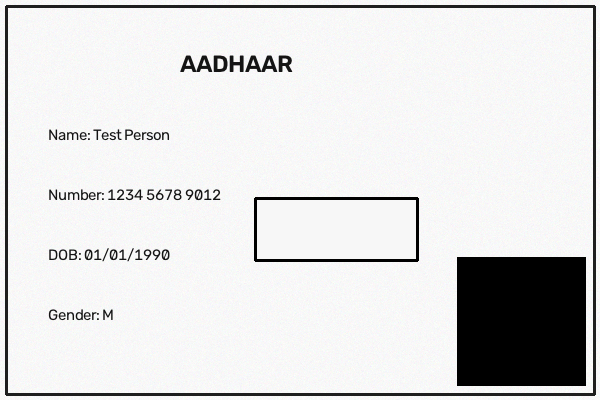 AADHAAR
Name: Test Person
Number: 1234 5678 9012
DOB: 01/01/1990
Gender: M